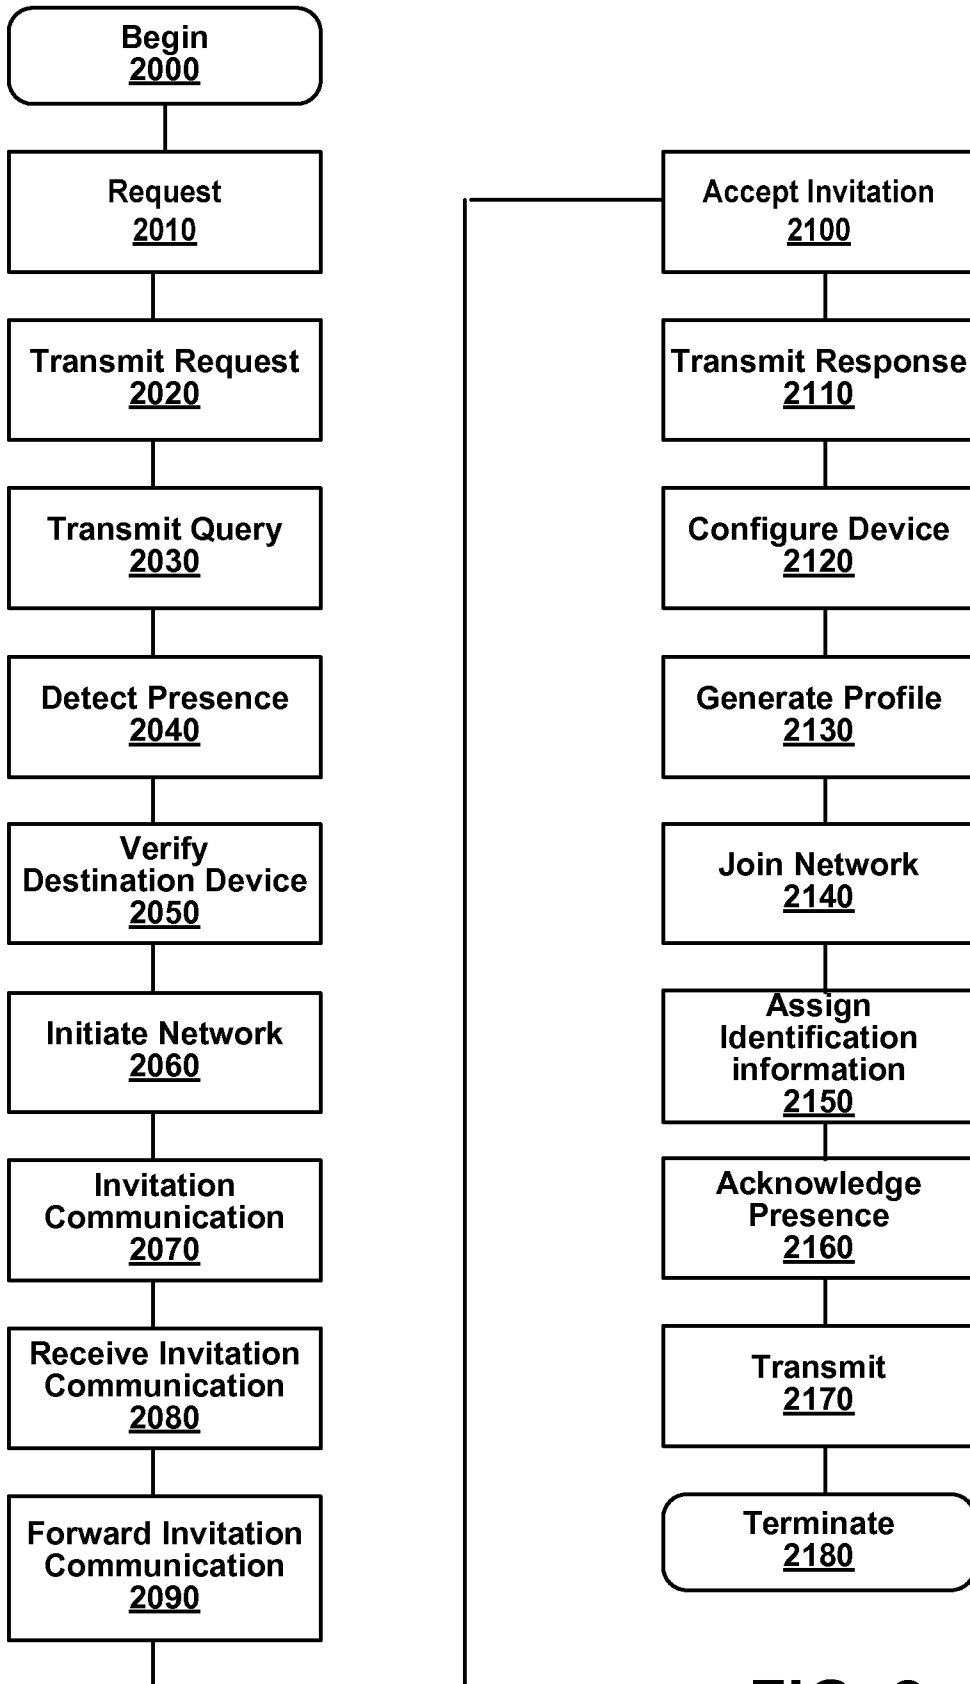 Begin
2000
Request
2010
Transmit Request
2020
Transmit Query
2030
Detect Presence
2040
Verify
Destination Device
2050
Initiate Network
2060
Invitation
Communication
2070
Receive Invitation
Communication
2080
Forward Invitation
Communication
2090
Accept Invitation
2100
Transmit Response
2110
Configure Device
2120
Generate Profile
2130
Join Network
2140
Assign
Identification
information
2150
Acknowledge
Presence
2160
Transmit
2170
Terminate
2180